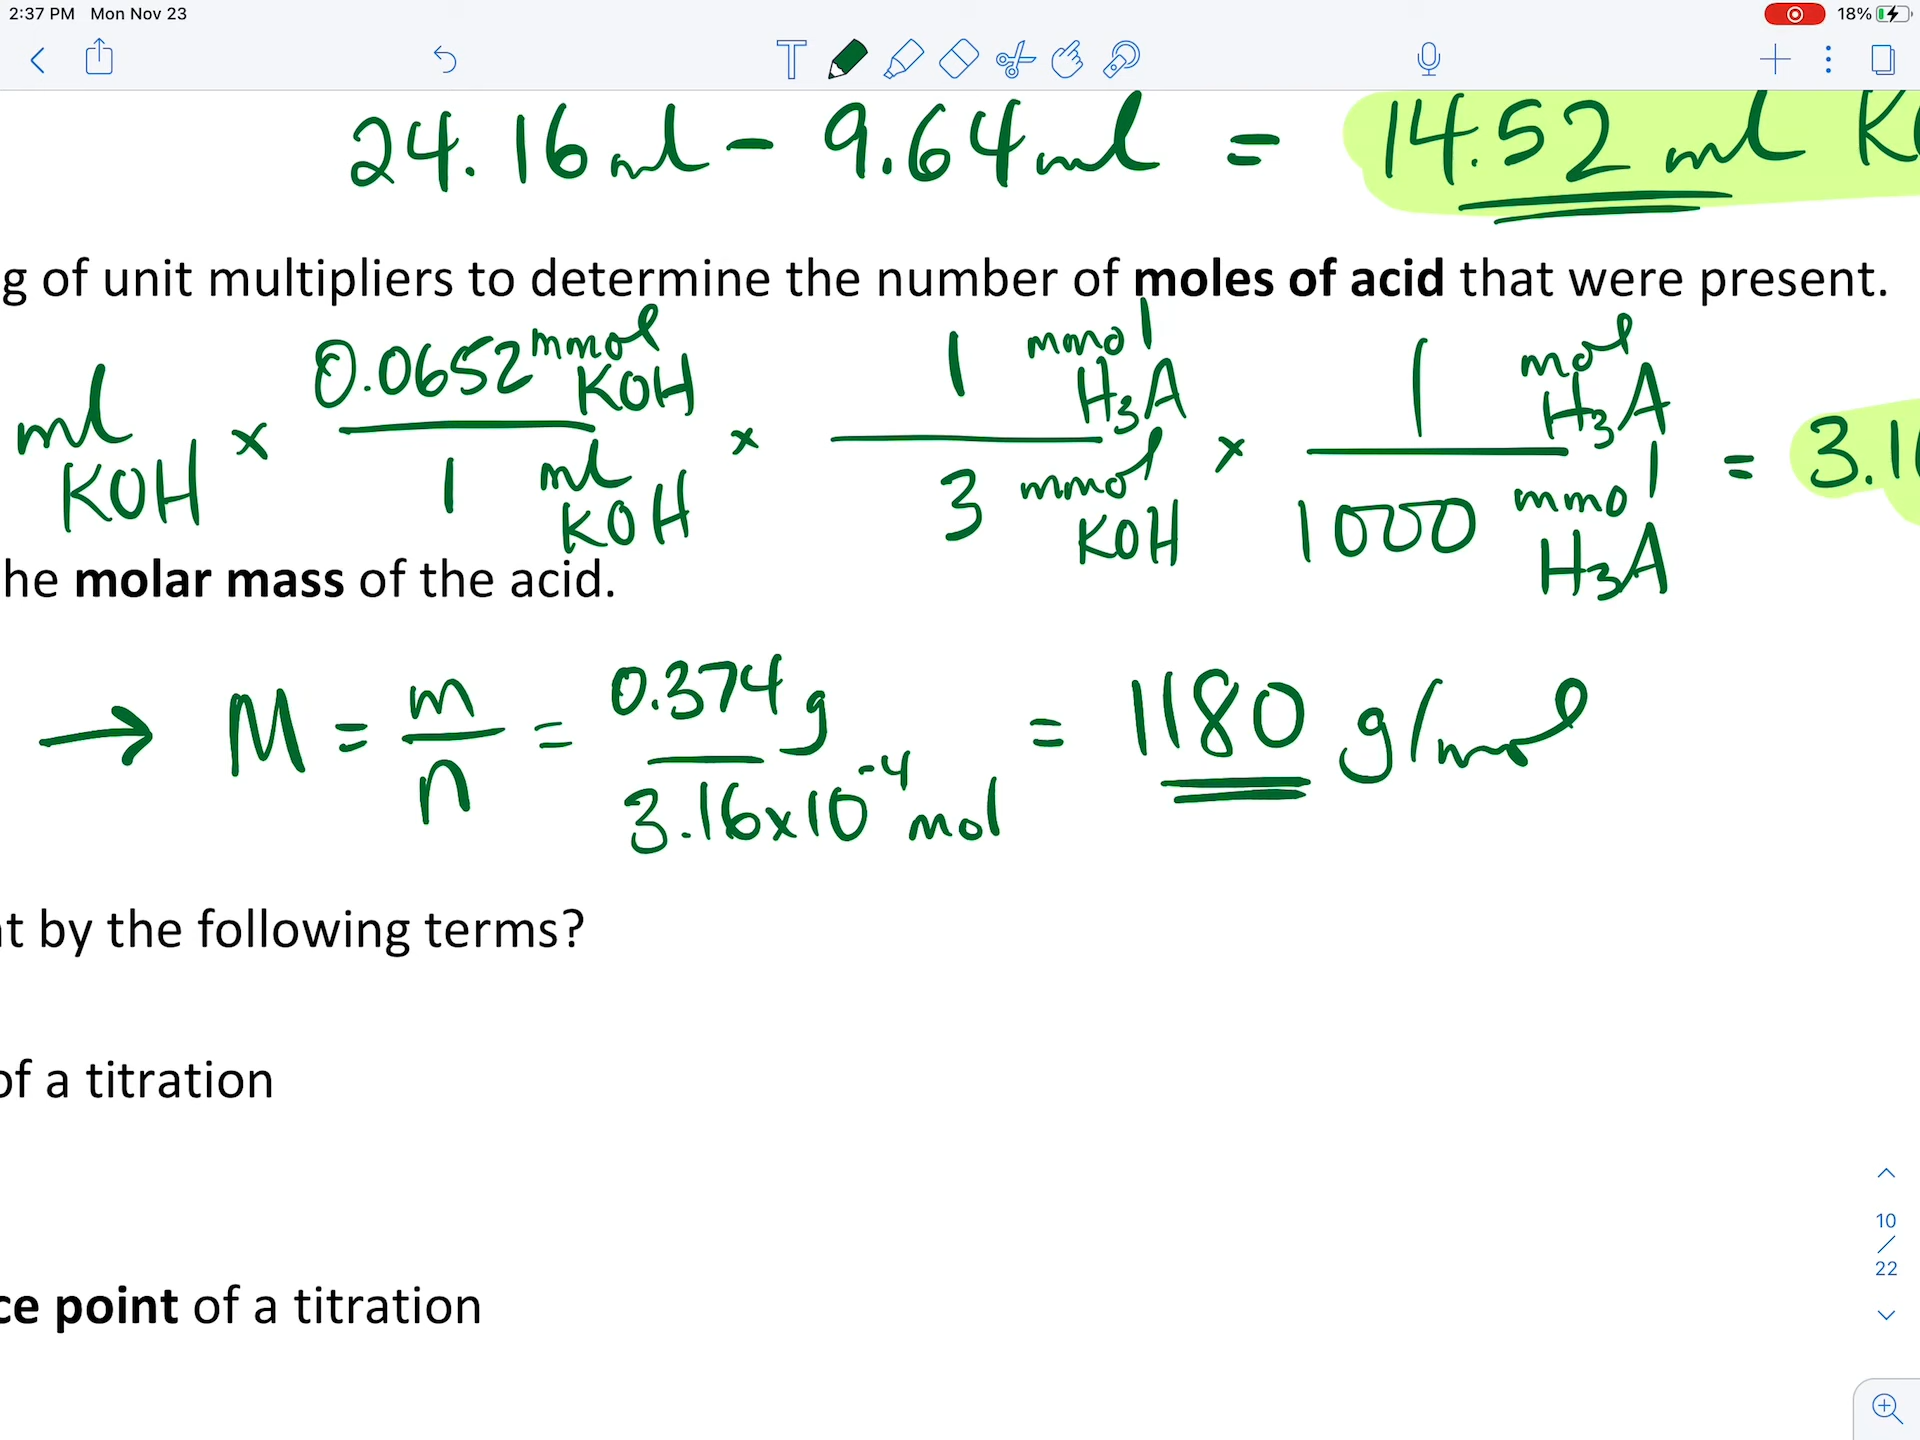 2:37 PM Mon Nov 23 18%
24.16 ml - 9.64 ml = 14.52 ml K
g of unit multipliers to determine the number of moles of acid that were present.
ml KOH x 0.0652 mmol KOH / 1 ml KOH x 1 mmol H₃A / 3 mmol KOH x 1 mol H₃A / 1000 mmol H₃A = 3.1
he molar mass of the acid.
→ M = m/n = 0.374 g / 3.16x10⁻⁴ mol = 1180 g/mol
t by the following terms?
of a titration
ce point of a titration
10
/
22